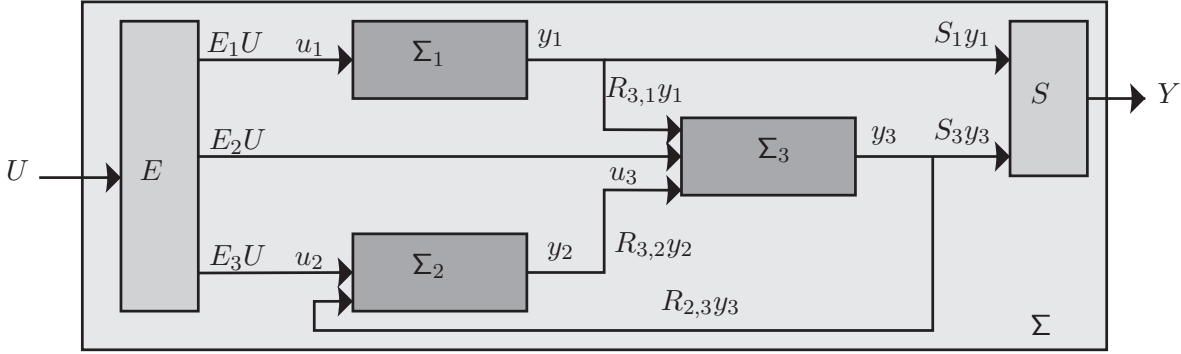 E₁U u₁ Σ₁ y₁ S₁y₁
R₃,₁y₁ S Y
E₂U Σ₃ y₃ S₃y₃
U E u₃
E₃U u₂ Σ₂ y₂ R₃,₂y₂
R₂,₃y₃
Σ